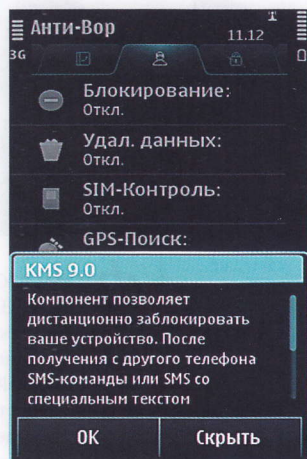 Анти-Вор
11.12
3G
Блокирование:
Откл.
Удал. данных:
Откл.
SIM-Контроль:
Откл.
GPS-Поиск:
KMS 9.0
Компонент позволяет
дистанционно заблокировать
ваше устройство. После
получения с другого телефона
SMS-команды или SMS со
специальным текстом
ОК
Скрыть